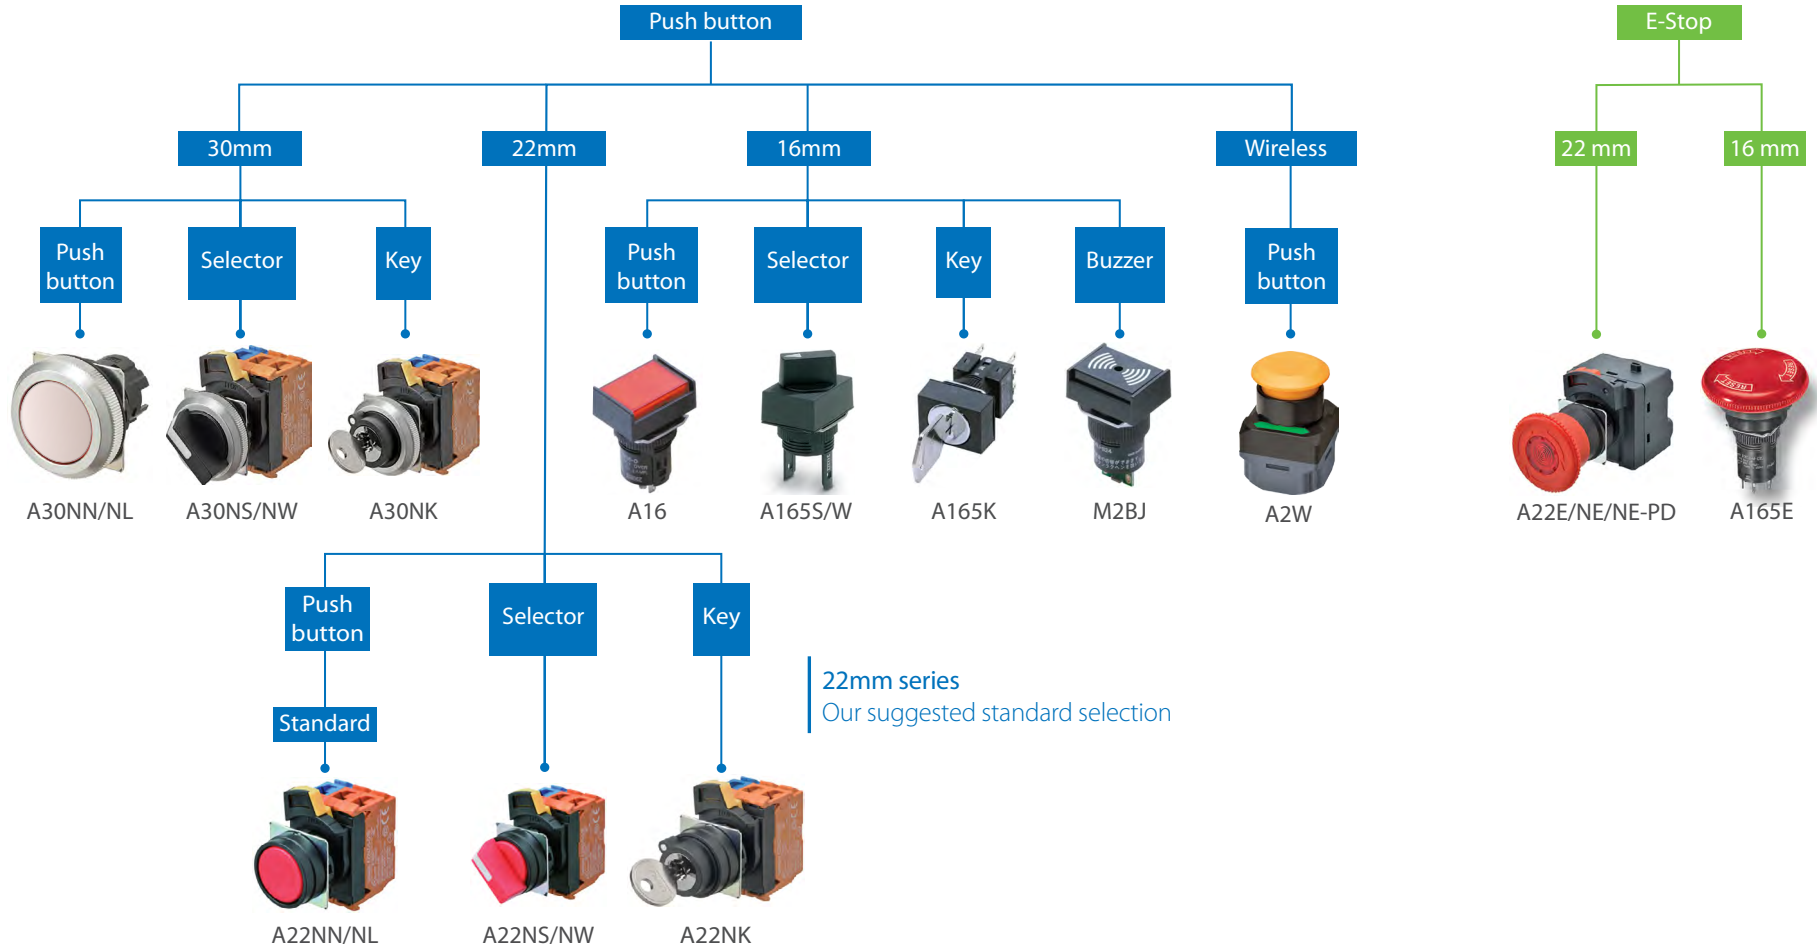 Push button
E-Stop
30mm
22mm
16mm
Wireless
22 mm
16 mm
Push
button
Selector
Key
Push
button
Selector
Key
Buzzer
Push
button
RESET
RESET
A30NN/NL
A30NS/NW
A30NK
A16
A165S/W
A165K
M2BJ
A2W
A22E/NE/NE-PD
A165E
Push
button
Selector
Key
22mm series
Our suggested standard selection
Standard
A22NN/NL
A22NS/NW
A22NK